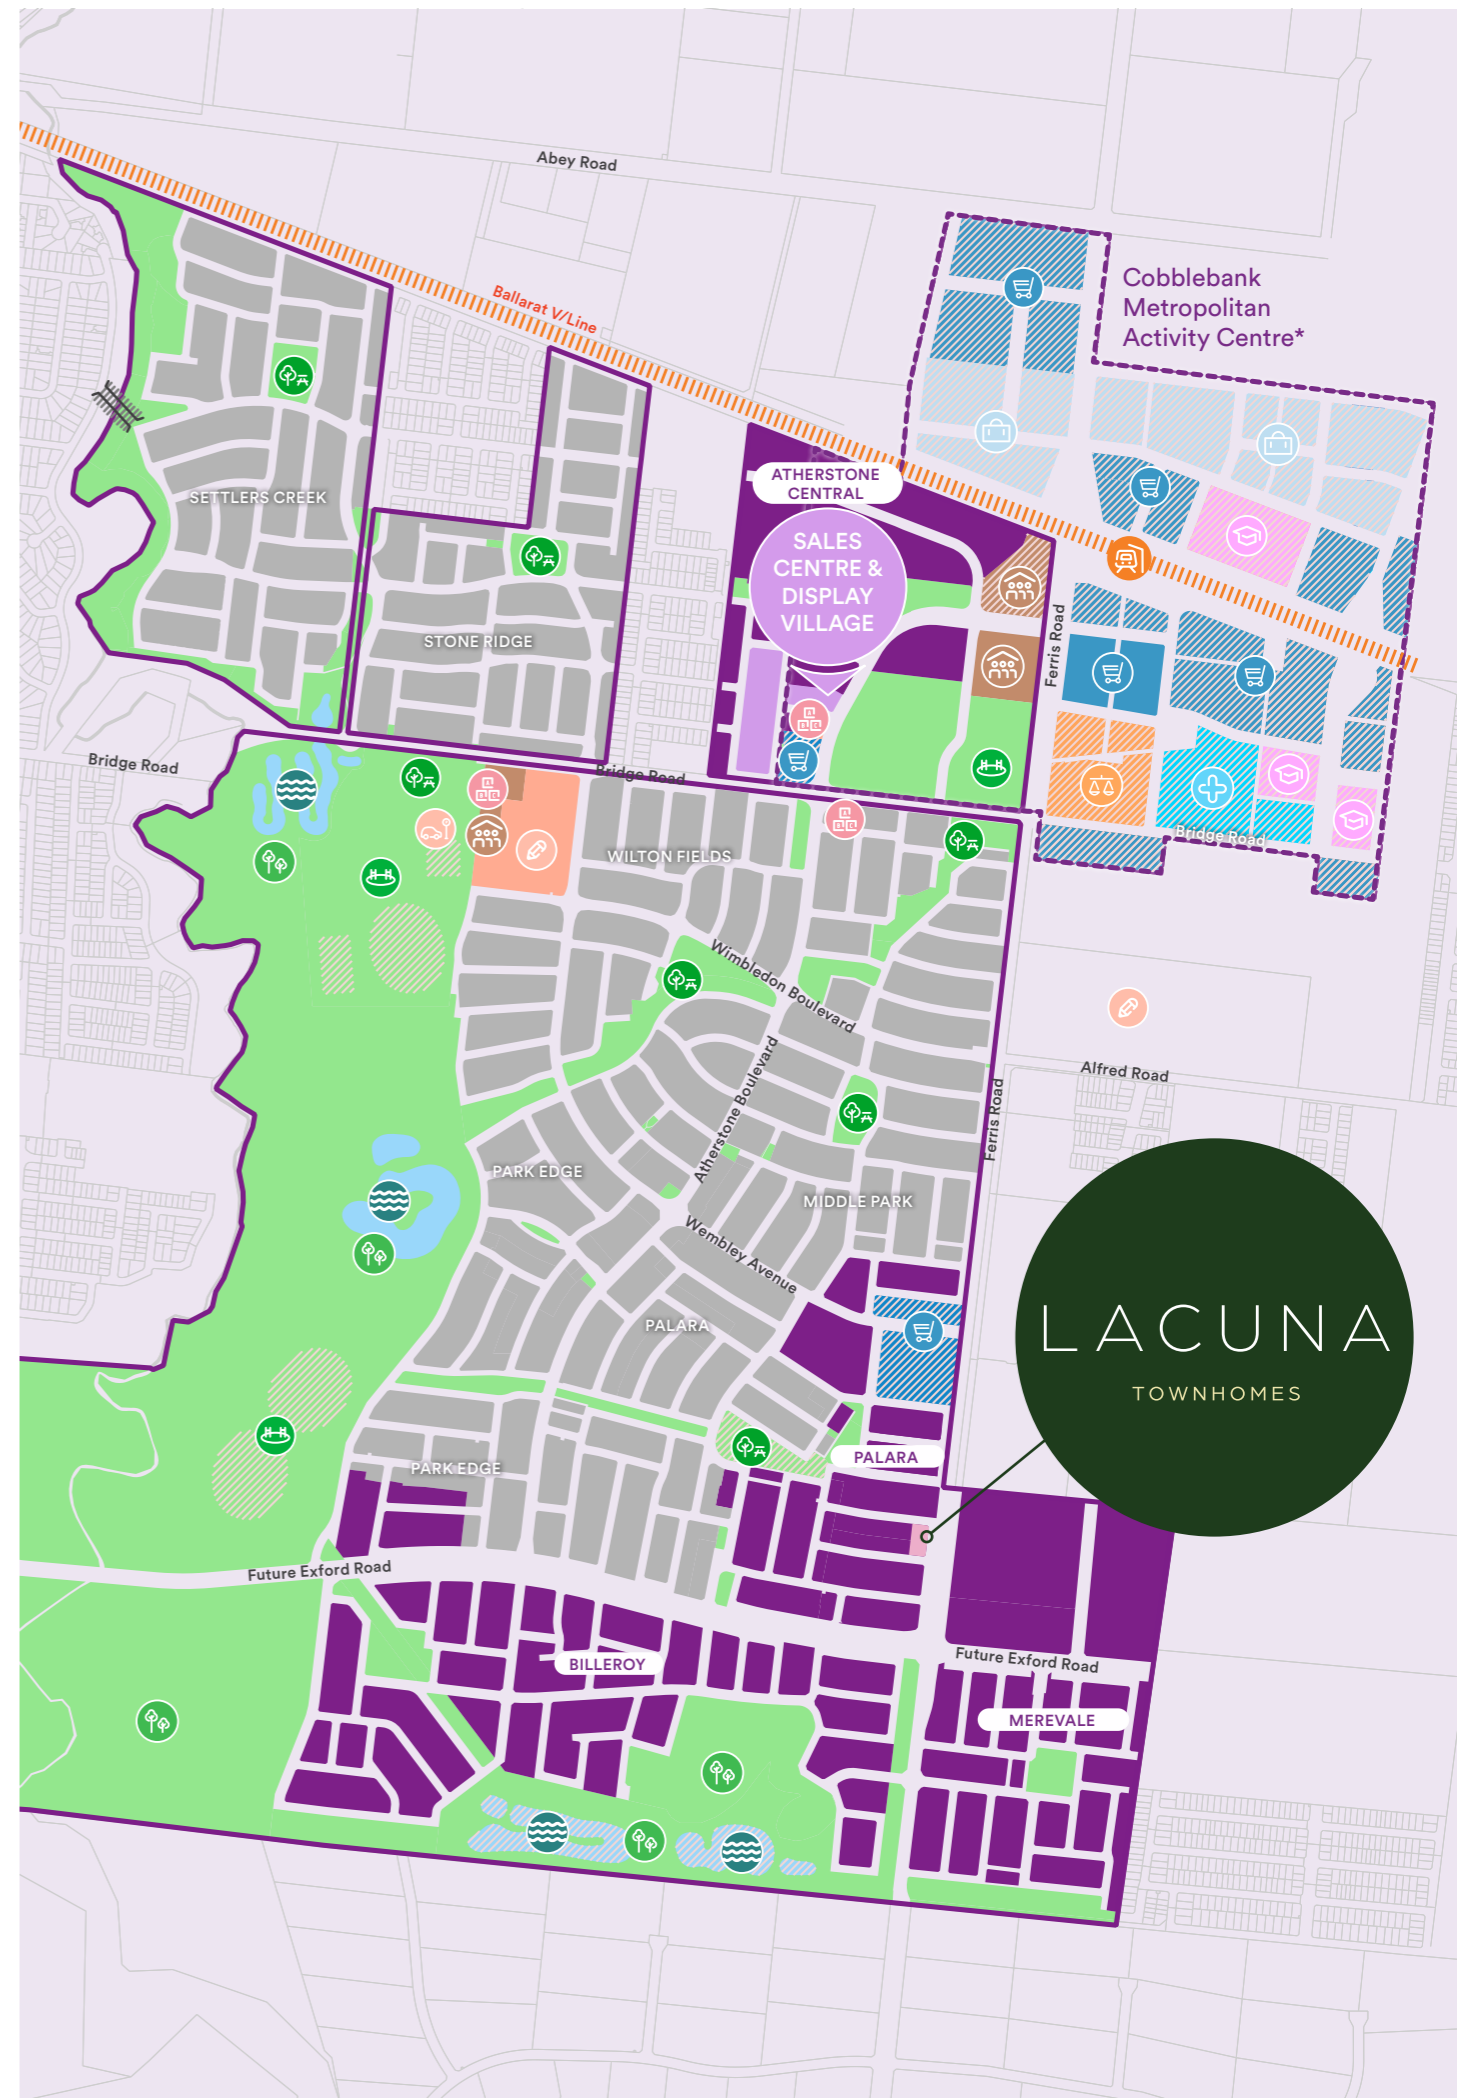 Abey Road
Cobblebank
Metropolitan
Activity Centre*
Ballarat V/Line
ATHERSTONE
CENTRAL
SETTLERS CREEK
SALES
CENTRE &
DISPLAY
VILLAGE
STONE RIDGE
Ferris Road
Bridge Road
Bridge Road
Bridge Road
WILTON FIELDS
Wimbledon Boulevard
Atherstone Boulevard
Alfred Road
Ferris Road
PARK EDGE
MIDDLE PARK
Wembley Avenue
PALARA
LACUNA
TOWNHOMES
PALARA
PARK EDGE
Future Exford Road
BILLEROY
Future Exford Road
MEREVALE